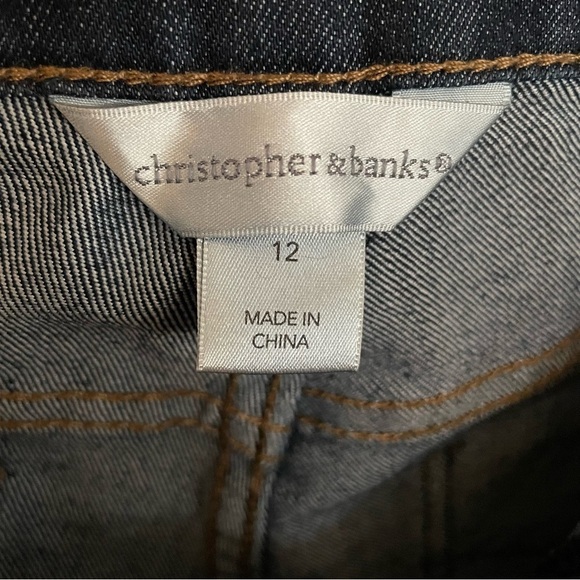 christopher & banks®
12
MADE IN
CHINA